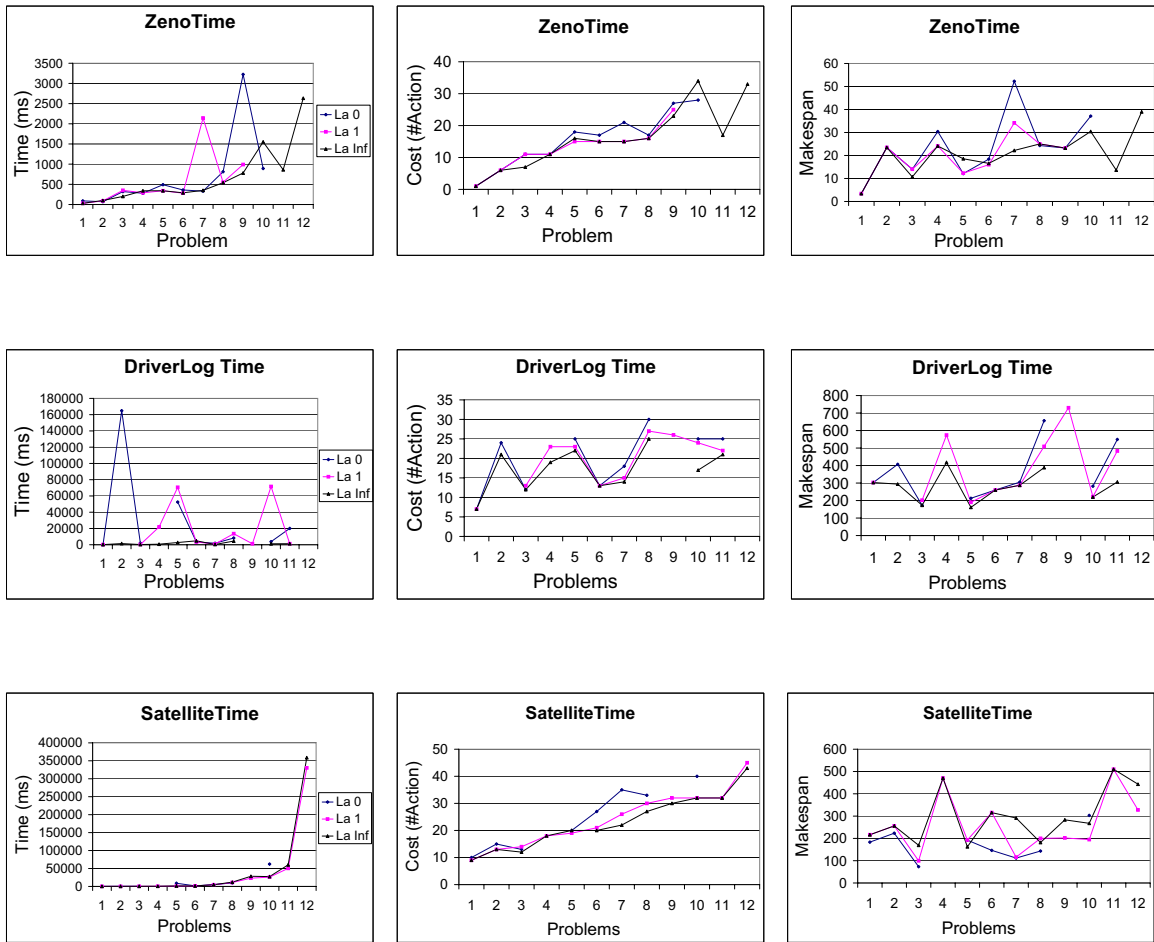 ZenoTime
Time (ms)
3500
3000
2500
2000
1500
1000
500
0
1 2 3 4 5 6 7 8 9 10 11 12
Problem
La 0
La 1
La Inf
ZenoTime
Cost (#Action)
40
30
20
10
0
1 2 3 4 5 6 7 8 9 10 11 12
Problem
ZenoTime
Makespan
60
50
40
30
20
10
0
1 2 3 4 5 6 7 8 9 10 11 12
Problem
DriverLog Time
Time (ms)
180000
160000
140000
120000
100000
80000
60000
40000
20000
0
1 2 3 4 5 6 7 8 9 10 11 12
Problems
La 0
La 1
La Inf
DriverLog Time
Cost (#Action)
35
30
25
20
15
10
5
0
1 2 3 4 5 6 7 8 9 10 11 12
Problems
DriverLog Time
Makespan
800
700
600
500
400
300
200
100
0
1 2 3 4 5 6 7 8 9 10 11 12
Problems
SatelliteTime
Time (ms)
400000
350000
300000
250000
200000
150000
100000
50000
0
1 2 3 4 5 6 7 8 9 10 11 12
Problems
La 0
La 1
La Inf
SatelliteTime
Cost (#Action)
50
40
30
20
10
0
1 2 3 4 5 6 7 8 9 10 11 12
Problems
SatelliteTime
Makespan
600
500
400
300
200
100
0
1 2 3 4 5 6 7 8 9 10 11 12
Problems